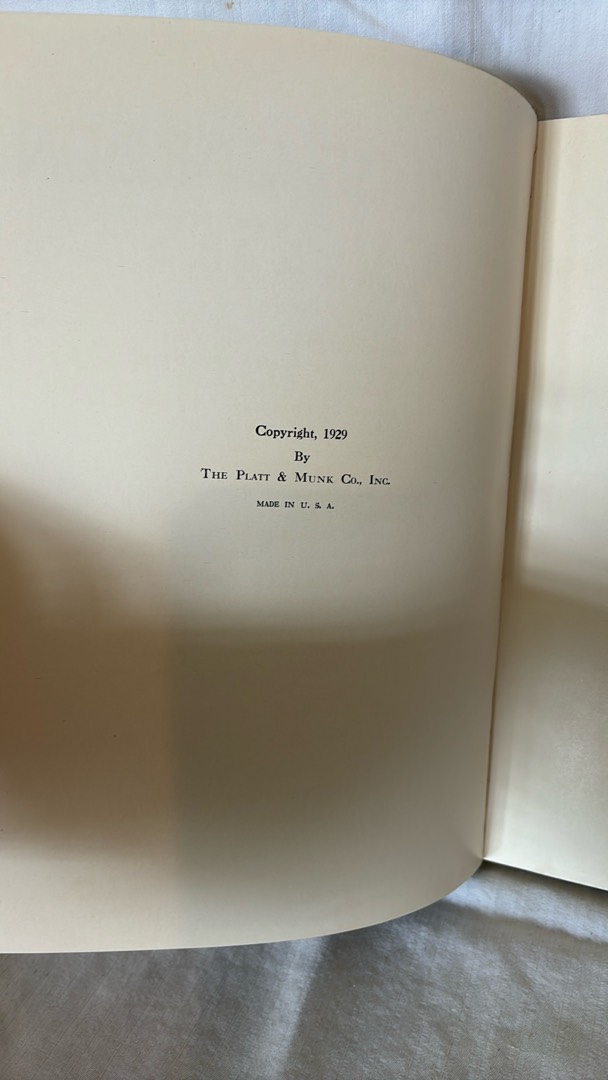 Copyright, 1929
By
The Platt & Munk Co., Inc.
MADE IN U. S. A.